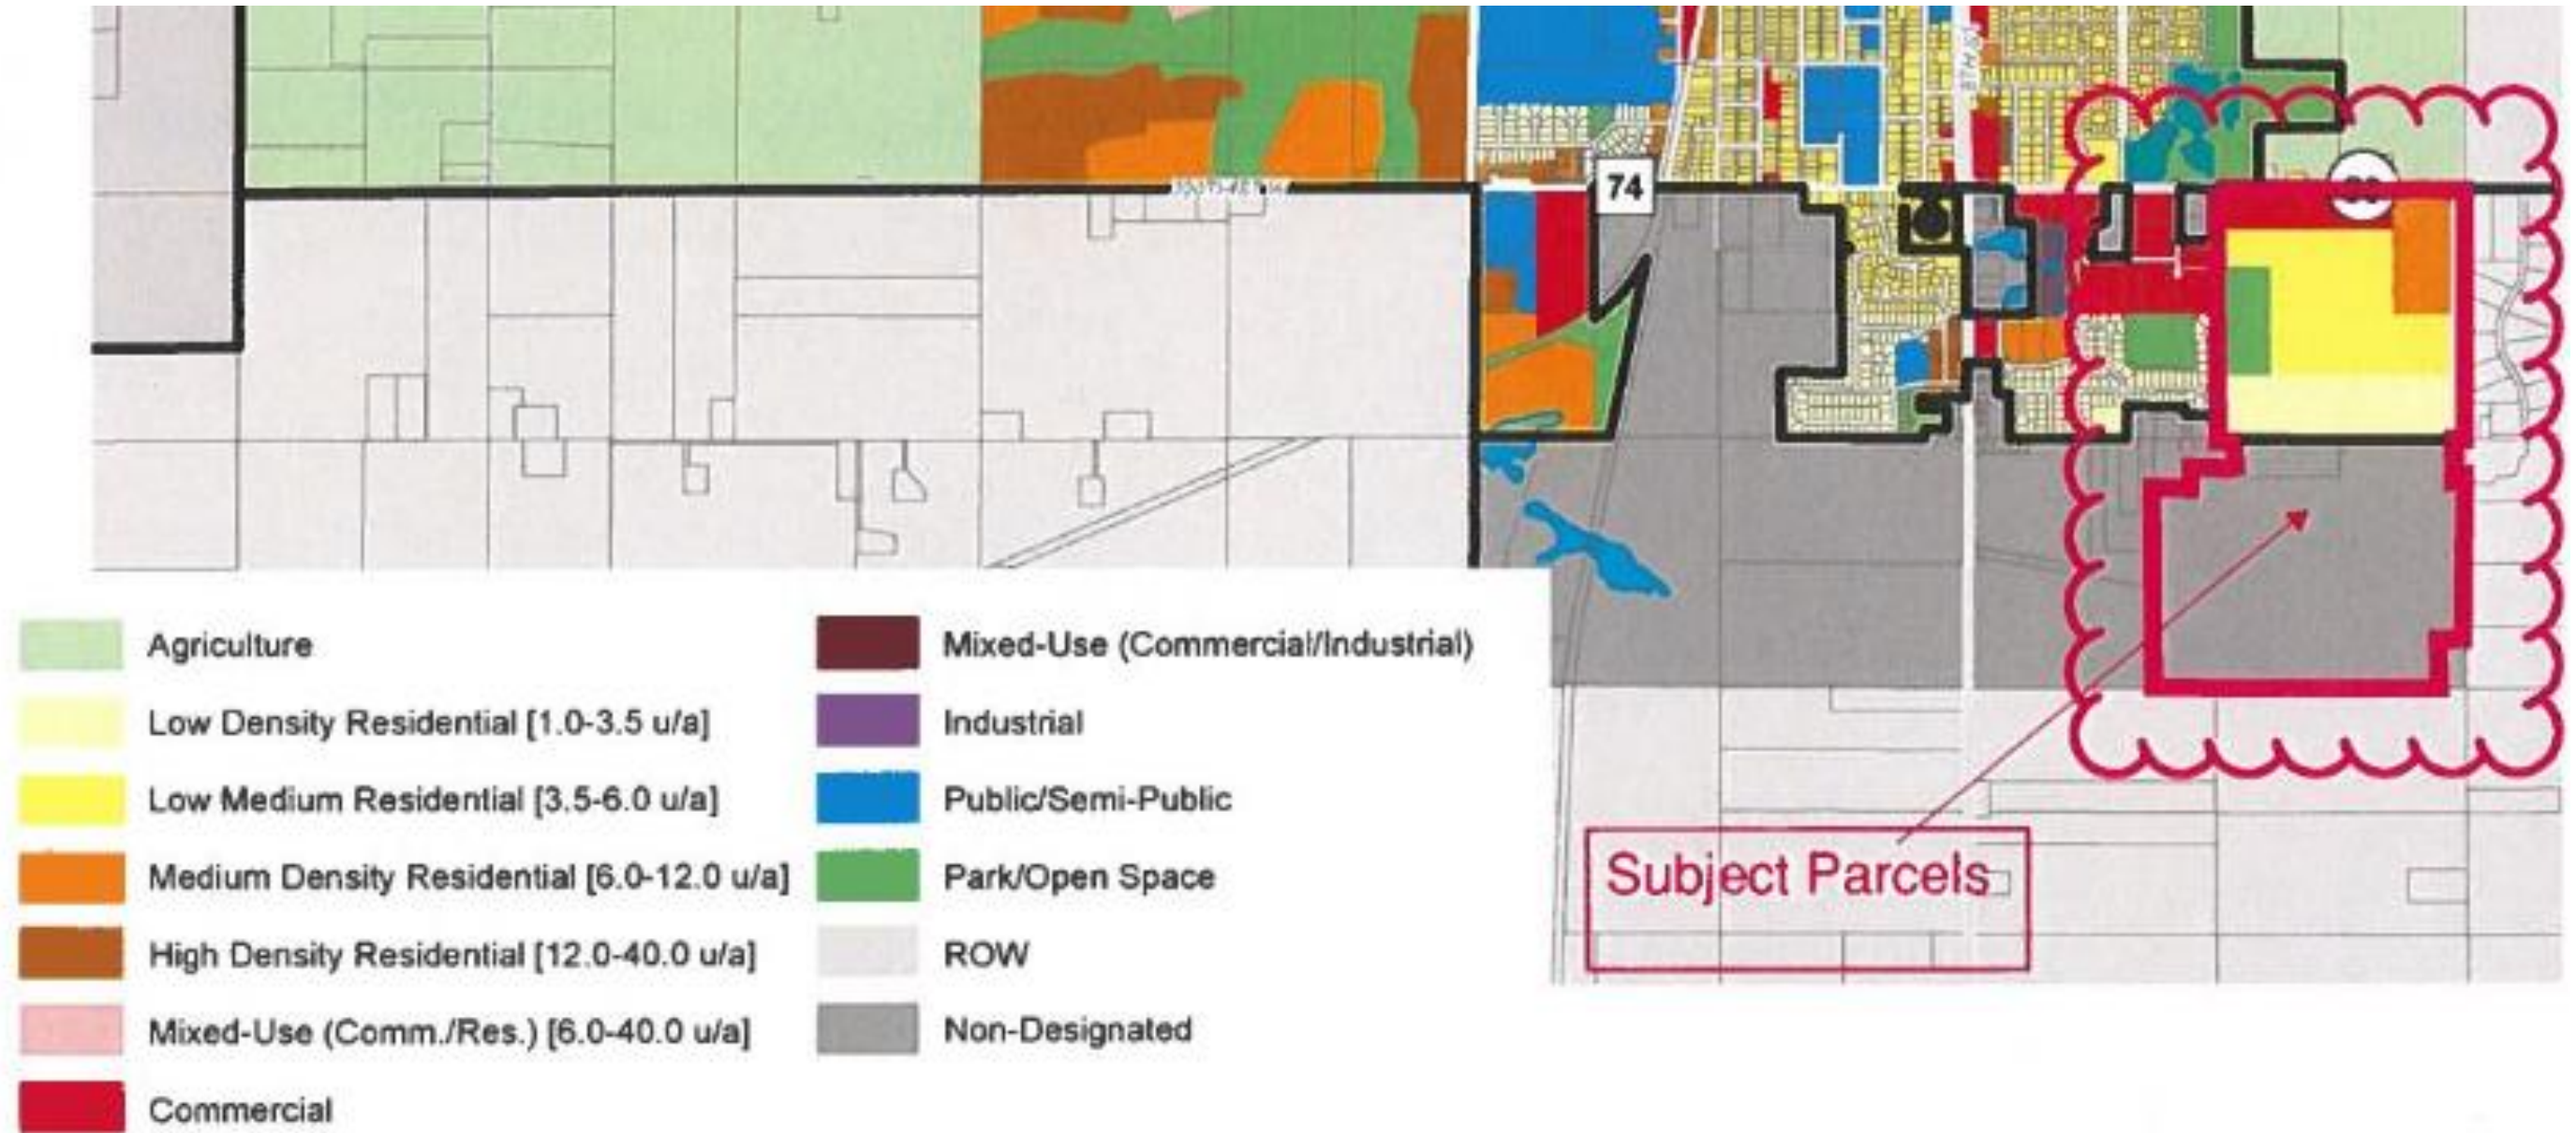 74
Agriculture
Low Density Residential [1.0-3.5 u/a]
Low Medium Residential [3.5-6.0 u/a]
Medium Density Residential [6.0-12.0 u/a]
High Density Residential [12.0-40.0 u/a]
Mixed-Use (Comm./Res.) [6.0-40.0 u/a]
Commercial
Mixed-Use (Commercial/Industrial)
Industrial
Public/Semi-Public
Park/Open Space
ROW
Non-Designated
Subject Parcels